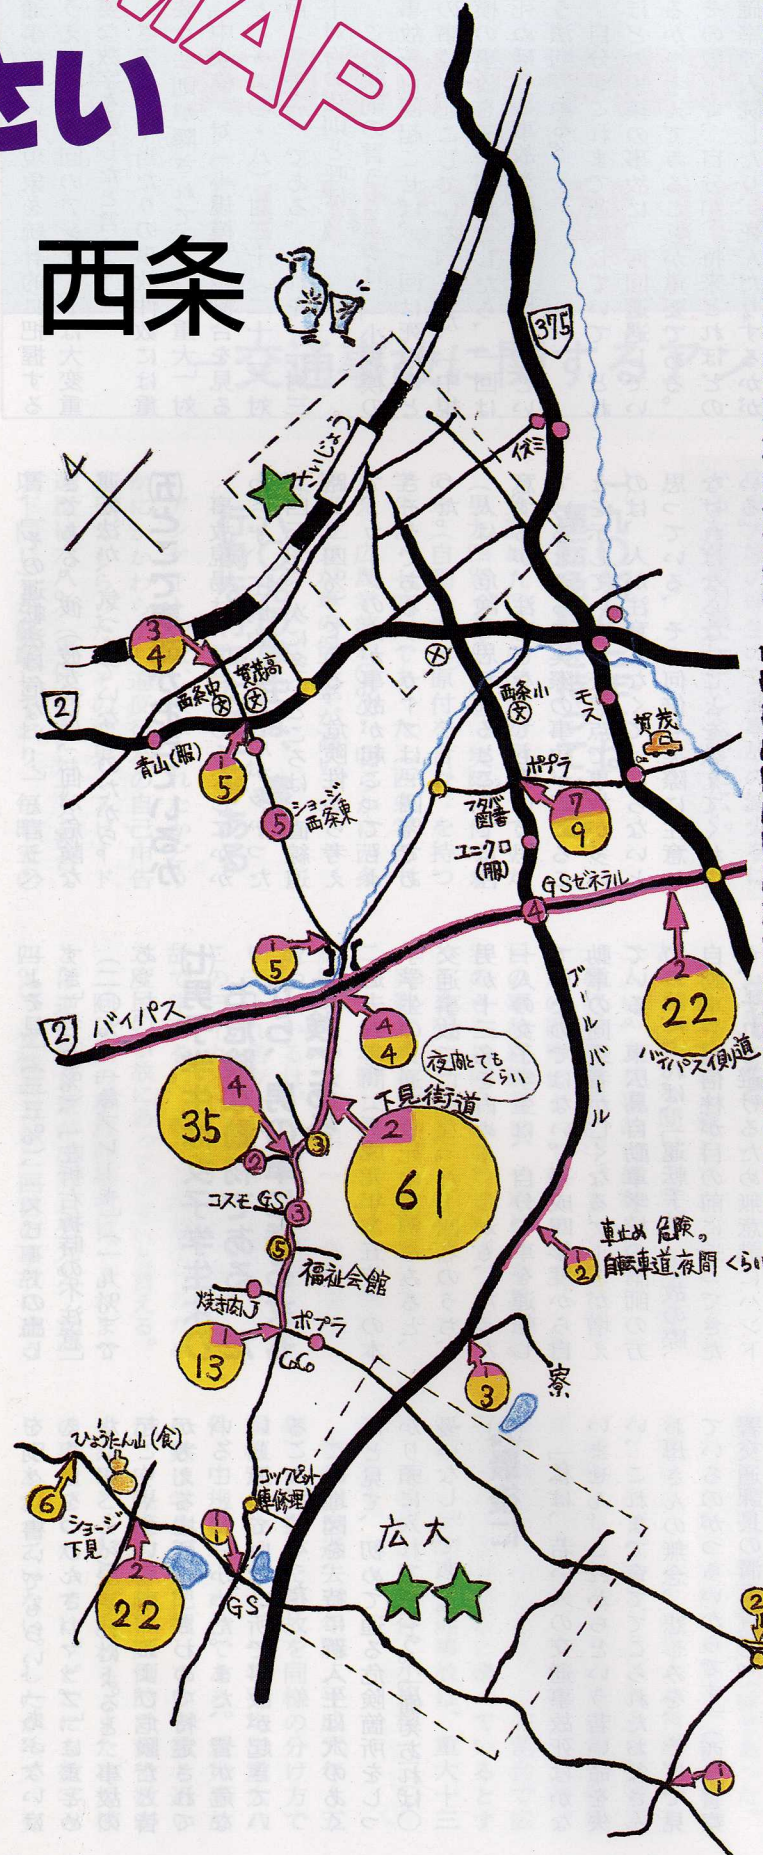 MAP
さい
西条
375
さいじょう
イズミ
3
4
2
西条中
文
賀茂高
文
西条小
文
モス
賀茂
青山(服)
1
5
ショージ
西条東
5
ポプラ
フタバ
図書
7
9
ユニクロ
(服)
GSゼネラル
4
1
5
2
バイパス
4
4
2
22
バイパス側道
夜間とても
くらい
下見街道
2
61
4
35
3
2
コスモGS
3
5
福祉会館
焼き肉J
ポプラ
1
13
CoCo
ブールバール
車止め 危険。
自転車道、夜間 くらい
1
2
1
3
寮
ひょうたん山(食)
6
ショージ
下見
2
22
コックピット
(車修理)
1
1
GS
広大
2
1
1